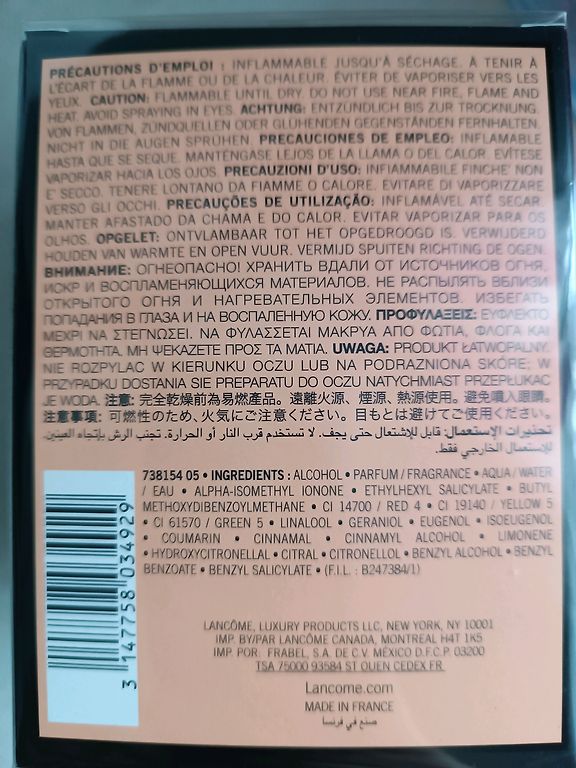 PRÉCAUTIONS D'EMPLOI : INFLAMMABLE JUSQU'À SÉCHAGE. À TENIR À
L'ÉCART DE LA FLAMME OU DE LA CHALEUR. ÉVITER DE VAPORISER VERS LES
YEUX. CAUTION: FLAMMABLE UNTIL DRY. DO NOT USE NEAR FIRE, FLAME AND
HEAT. AVOID SPRAYING IN EYES. ACHTUNG: ENTZÜNDLICH BIS ZUR TROCKNUNG.
VON FLAMMEN, ZÜNDQUELLEN ODER GLÜHENDEN GEGENSTÄNDEN FERNHALTEN.
NICHT IN DIE AUGEN SPRÜHEN. PRECAUCIONES DE EMPLEO: INFLAMABLE
HASTA QUE SE SEQUE. MANTÉNGASE LEJOS DE LA LLAMA O DEL CALOR. EVÍTESE
VAPORIZAR HACIA LOS OJOS. PRECAUZIONI D'USO: INFIAMMABILE FINCHE' NON
E' SECCO. TENERE LONTANO DA FIAMME O CALORE. EVITARE DI VAPORIZZARE
VERSO GLI OCCHI. PRECAUÇÕES DE UTILIZAÇÃO: INFLAMÁVEL ATÉ SECAR.
MANTER AFASTADO DA CHAMA E DO CALOR. EVITAR VAPORIZAR PARA OS
OLHOS. OPGELET: ONTVLAMBAAR TOT HET OPGEDROOGD IS. VERWIJDERD
HOUDEN VAN WARMTE EN OPEN VUUR. VERMIJD SPUITEN RICHTING DE OGEN.
ВНИМАНИЕ: ОГНЕОПАСНО! ХРАНИТЬ ВДАЛИ ОТ ИСТОЧНИКОВ ОГНЯ,
ИСКР И ВОСПЛАМЕНЯЮЩИХСЯ МАТЕРИАЛОВ. НЕ РАСПЫЛЯТЬ ВБЛИЗИ
ОТКРЫТОГО ОГНЯ И НАГРЕВАТЕЛЬНЫХ ЭЛЕМЕНТОВ. ИЗБЕГАТЬ
ПОПАДАНИЯ В ГЛАЗА И НА ВОСПАЛЕННУЮ КОЖУ. ΠΡΟΦΥΛΑΞΕΙΣ: ΕΥΦΛΕΚΤΟ
ΜΕΧΡΙ ΝΑ ΣΤΕΓΝΩΣΕΙ. ΝΑ ΦΥΛΑΣΣΕΤΑΙ ΜΑΚΡΥΑ ΑΠΟ ΦΩΤΙΑ, ΦΛΟΓΑ ΚΑΙ
ΘΕΡΜΟΤΗΤΑ. ΜΗ ΨΕΚΑΖΕΤΕ ΠΡΟΣ ΤΑ ΜΑΤΙΑ. UWAGA: PRODUKT ŁATWOPALNY.
NIE ROZPYLAĆ W KIERUNKU OCZU LUB NA PODRAŻNIONĄ SKÓRĘ; W
PRZYPADKU DOSTANIA SIĘ PREPARATU DO OCZU NATYCHMIAST PRZEPŁUKAĆ
JE WODĄ. 注意: 完全乾燥前為易燃產品。遠離火源、煙源、熱源使用。避免噴入眼睛。
注意事項: 可燃性のため、火気にご注意ください。目もとは避けてご使用ください。
تحذيرات الإستعمال: قابل للإشتعال حتى يجف. لا تستخدم قرب النار أو الحرارة. تجنب الرش بإتجاه العينين.
للإستعمال الخارجي فقط.
738154 05 • INGREDIENTS : ALCOHOL • PARFUM / FRAGRANCE • AQUA / WATER
/ EAU • ALPHA-ISOMETHYL IONONE • ETHYLHEXYL SALICYLATE • BUTYL
METHOXYDIBENZOYLMETHANE • CI 14700 / RED 4 • CI 19140 / YELLOW 5
• CI 61570 / GREEN 5 • LINALOOL • GERANIOL • EUGENOL • ISOEUGENOL
• COUMARIN • CINNAMAL • CINNAMYL ALCOHOL • LIMONENE
• HYDROXYCITRONELLAL • CITRAL • CITRONELLOL • BENZYL ALCOHOL • BENZYL
BENZOATE • BENZYL SALICYLATE • (F.I.L. : B247384/1)
3 147758 034929
LANCÔME, LUXURY PRODUCTS LLC, NEW YORK, NY 10001
IMP. BY/PAR LANCÔME CANADA, MONTREAL H4T 1K5
IMP. POR: FRABEL, S.A. DE C.V. MÉXICO D.F.C.P. 03200
TSA 75000 93584 ST OUEN CEDEX FR
Lancome.com
MADE IN FRANCE
صنع في فرنسا